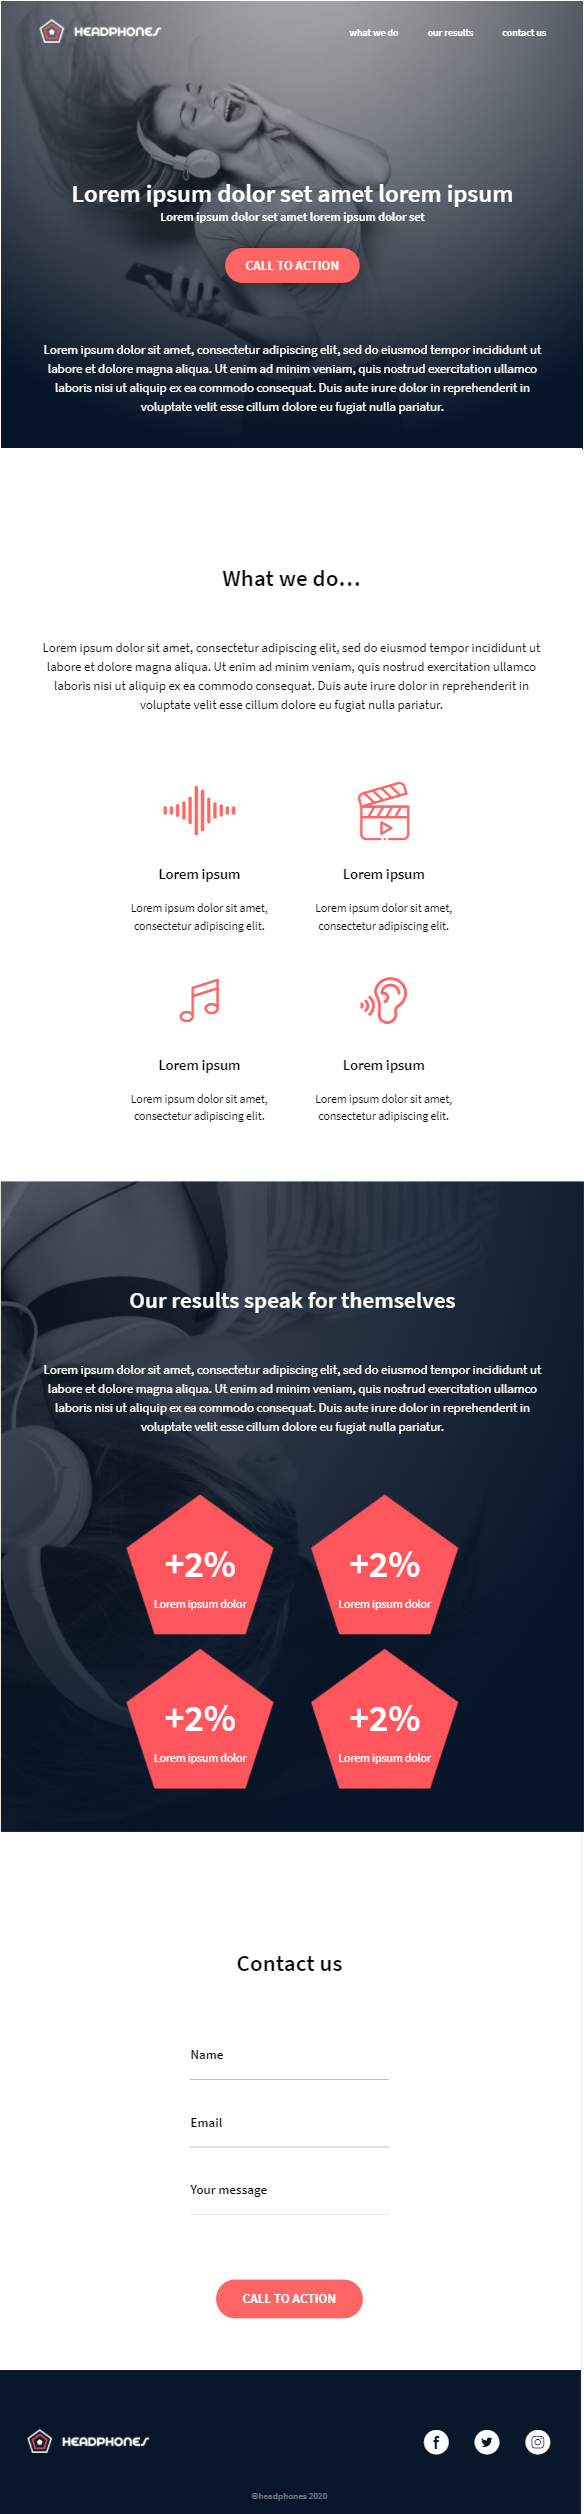 HEADPHONES
what we do
our results
contact us
Lorem ipsum dolor set amet lorem ipsum
Lorem ipsum dolor set amet lorem ipsum dolor set
CALL TO ACTION
Lorem ipsum dolor sit amet, consectetur adipiscing elit, sed do eiusmod tempor incididunt ut
labore et dolore magna aliqua. Ut enim ad minim veniam, quis nostrud exercitation ullamco
laboris nisi ut aliquip ex ea commodo consequat. Duis aute irure dolor in reprehenderit in
voluptate velit esse cillum dolore eu fugiat nulla pariatur.
What we do...
Lorem ipsum dolor sit amet, consectetur adipiscing elit, sed do eiusmod tempor incididunt ut
labore et dolore magna aliqua. Ut enim ad minim veniam, quis nostrud exercitation ullamco
laboris nisi ut aliquip ex ea commodo consequat. Duis aute irure dolor in reprehenderit in
voluptate velit esse cillum dolore eu fugiat nulla pariatur.
Lorem ipsum
Lorem ipsum dolor sit amet,
consectetur adipiscing elit.
Lorem ipsum
Lorem ipsum dolor sit amet,
consectetur adipiscing elit.
Lorem ipsum
Lorem ipsum dolor sit amet,
consectetur adipiscing elit.
Lorem ipsum
Lorem ipsum dolor sit amet,
consectetur adipiscing elit.
Our results speak for themselves
Lorem ipsum dolor sit amet, consectetur adipiscing elit, sed do eiusmod tempor incididunt ut
labore et dolore magna aliqua. Ut enim ad minim veniam, quis nostrud exercitation ullamco
laboris nisi ut aliquip ex ea commodo consequat. Duis aute irure dolor in reprehenderit in
voluptate velit esse cillum dolore eu fugiat nulla pariatur.
+2%
Lorem ipsum dolor
+2%
Lorem ipsum dolor
+2%
Lorem ipsum dolor
+2%
Lorem ipsum dolor
Contact us
Name
Email
Your message
CALL TO ACTION
HEADPHONES
©headphones 2020